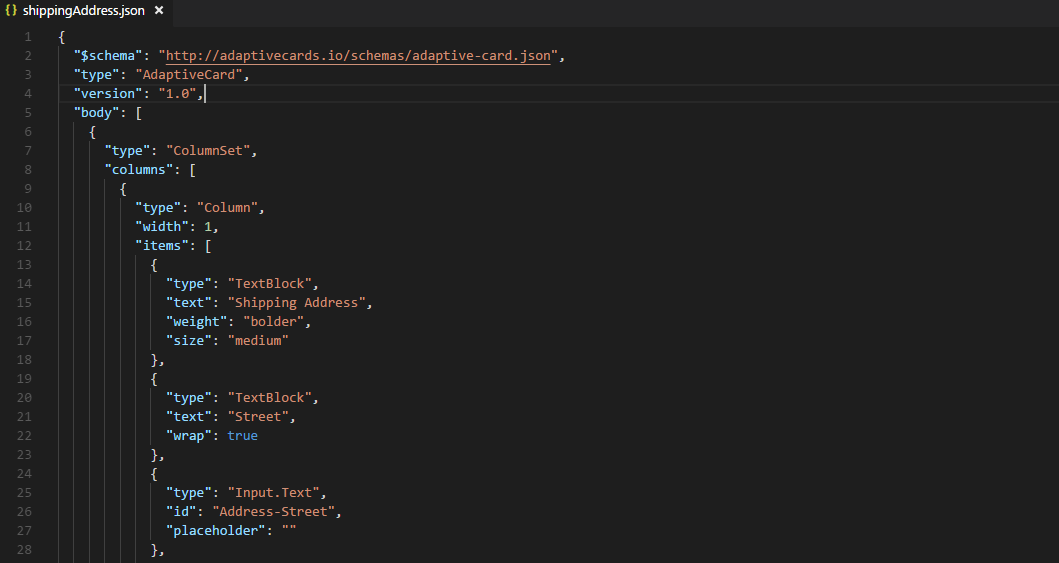 {} shippingAddress.json ×
1 {
2 "$schema": "http://adaptivecards.io/schemas/adaptive-card.json",
3 "type": "AdaptiveCard",
4 "version": "1.0",
5 "body": [
6 {
7 "type": "ColumnSet",
8 "columns": [
9 {
10 "type": "Column",
11 "width": 1,
12 "items": [
13 {
14 "type": "TextBlock",
15 "text": "Shipping Address",
16 "weight": "bolder",
17 "size": "medium"
18 },
19 {
20 "type": "TextBlock",
21 "text": "Street",
22 "wrap": true
23 },
24 {
25 "type": "Input.Text",
26 "id": "Address-Street",
27 "placeholder": ""
28 },